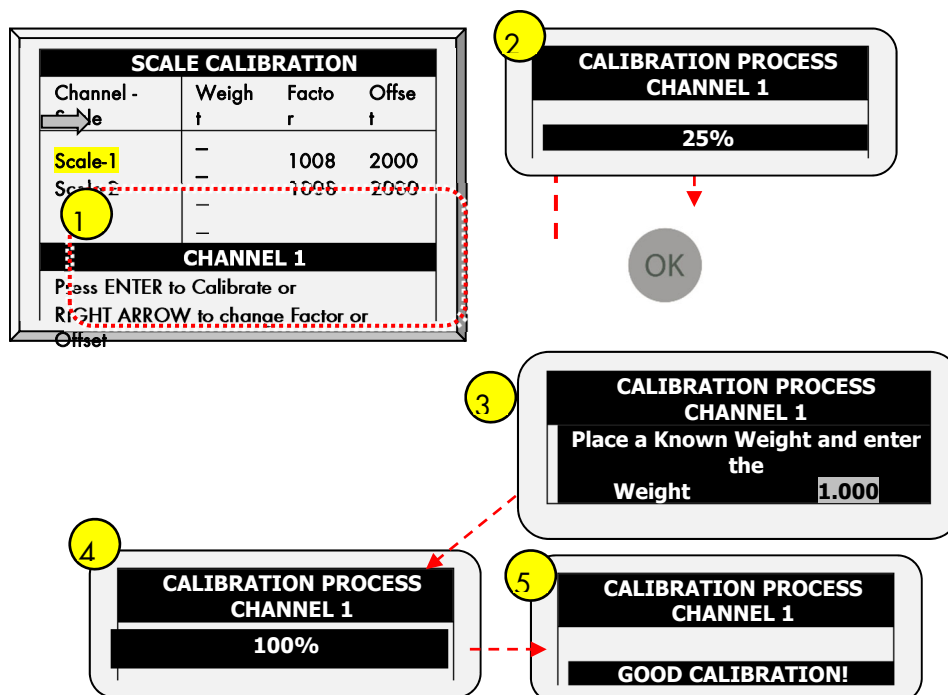 SCALE CALIBRATION
Channel - Weigh Facto Offse
t r t
Scale-1 – 1008 2000
–
–
–
1
CHANNEL 1
Press ENTER to Calibrate or
RIGHT ARROW to change Factor or
Offset
2
CALIBRATION PROCESS
CHANNEL 1
25%
OK
3
CALIBRATION PROCESS
CHANNEL 1
Place a Known Weight and enter
the
Weight 1.000
4
CALIBRATION PROCESS
CHANNEL 1
100%
5
CALIBRATION PROCESS
CHANNEL 1
GOOD CALIBRATION!